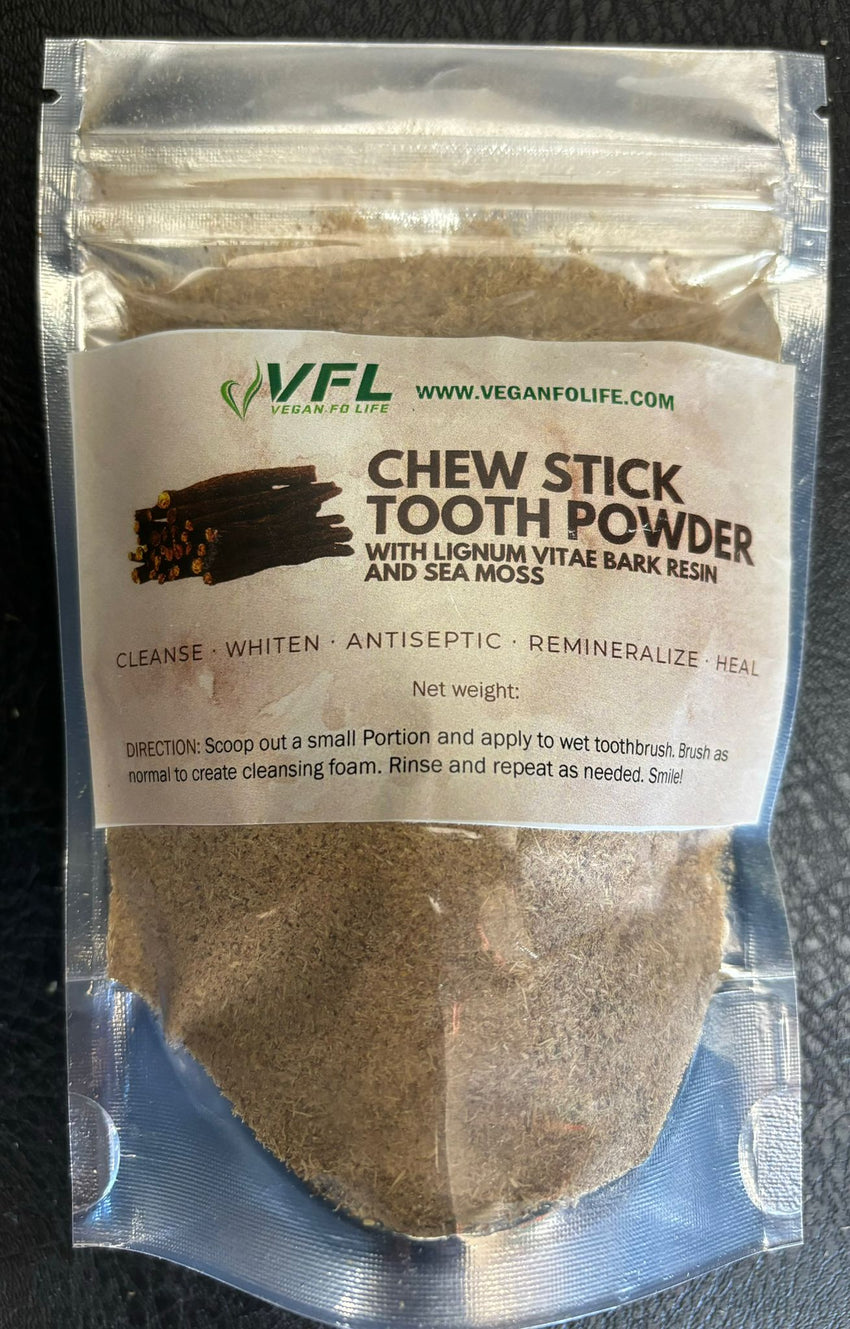 VFL
VEGAN FO LIFE
WWW.VEGANFOLIFE.COM
CHEW STICK
TOOTH POWDER
WITH LIGNUM VITAE BARK RESIN
AND SEA MOSS
CLEANSE · WHITEN · ANTISEPTIC · REMINERALIZE · HEAL
Net weight:
DIRECTION: Scoop out a small Portion and apply to wet toothbrush. Brush as
normal to create cleansing foam. Rinse and repeat as needed. Smile!